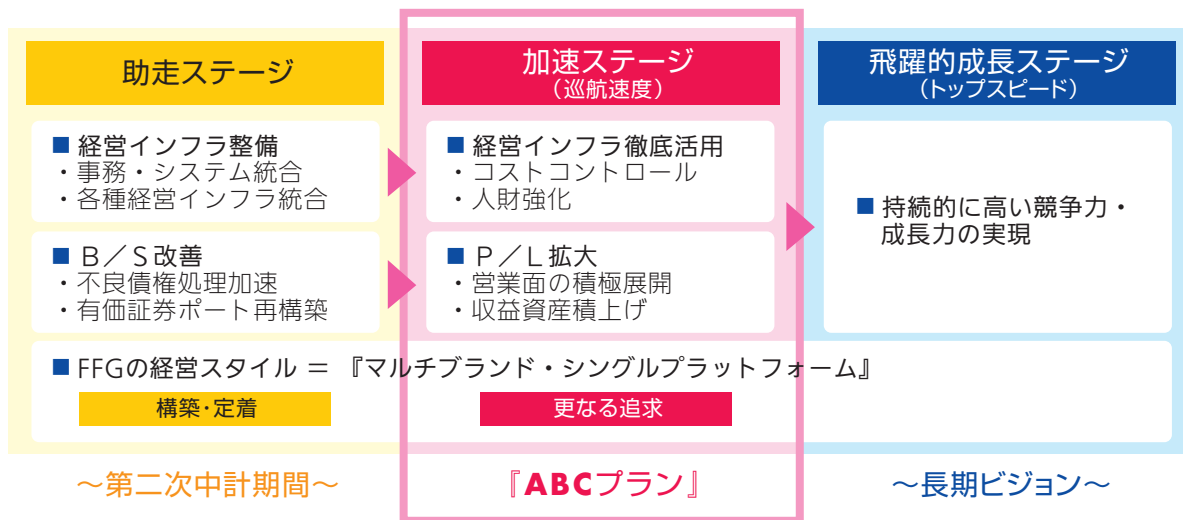 助走ステージ
■ 経営インフラ整備
・事務・システム統合
・各種経営インフラ統合
■ B／S改善
・不良債権処理加速
・有価証券ポート再構築
加速ステージ
（巡航速度）
■ 経営インフラ徹底活用
・コストコントロール
・人財強化
■ P／L拡大
・営業面の積極展開
・収益資産積上げ
飛躍的成長ステージ
（トップスピード）
■ 持続的に高い競争力・
成長力の実現
■ FFGの経営スタイル ＝ 『マルチブランド・シングルプラットフォーム』
構築・定着
更なる追求
～第二次中計期間～
『ABCプラン』
～長期ビジョン～